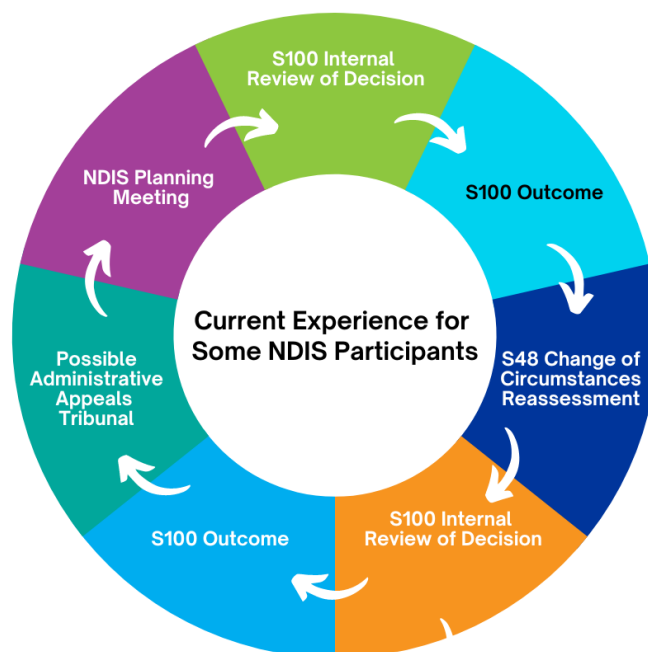 S100 Internal
Review of Decision
S100 Outcome
S48 Change of
Circumstances
Reassessment
S100 Internal
Review of Decision
S100 Outcome
Possible
Administrative
Appeals
Tribunal
NDIS Planning
Meeting
Current Experience for
Some NDIS Participants